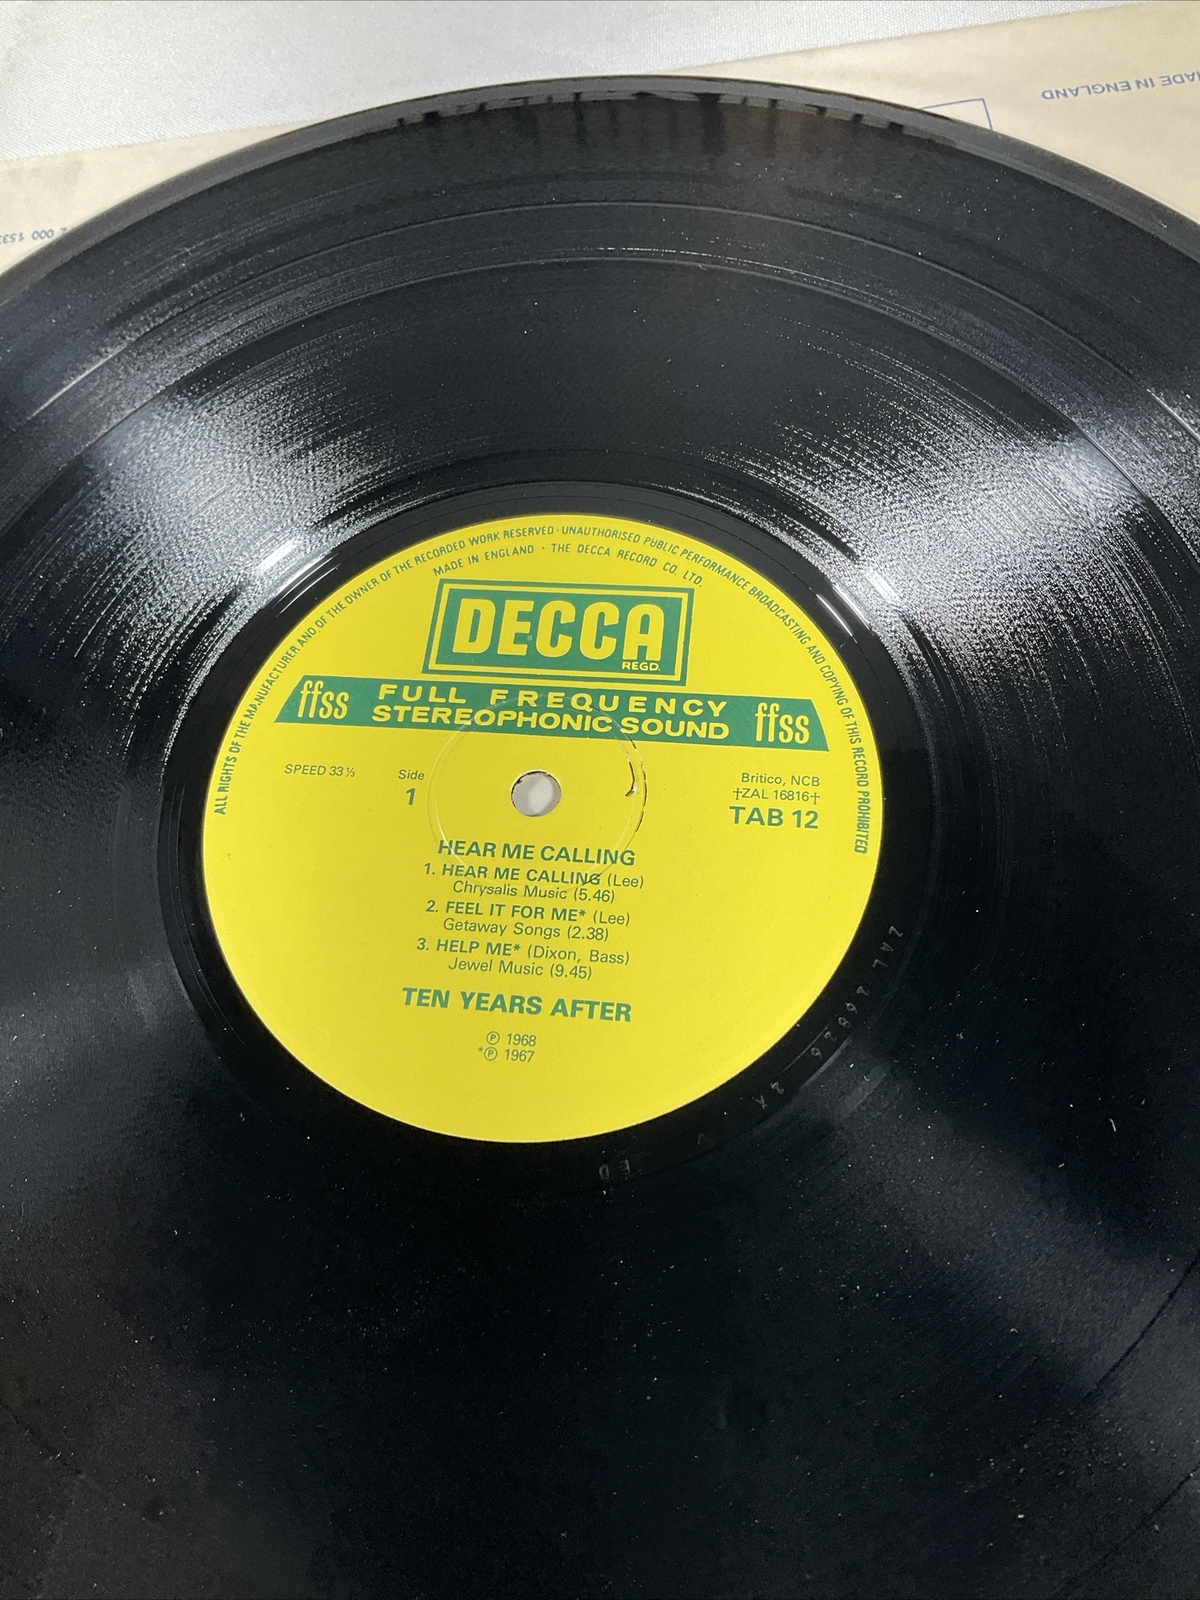 MADE IN ENGLAND
ALL RIGHTS OF THE MANUFACTURER AND OF THE OWNER OF THE RECORDED WORK RESERVED · UNAUTHORISED PUBLIC PERFORMANCE BROADCASTING AND COPYING OF THIS RECORD PROHIBITED
MADE IN ENGLAND · THE DECCA RECORD CO. LTD.
DECCA
REGD.
ffss FULL FREQUENCY STEREOPHONIC SOUND ffss
SPEED 33⅓
Side
1
Britico, NCB
†ZAL 16816†
TAB 12
HEAR ME CALLING
1. HEAR ME CALLING (Lee)
Chrysalis Music (5.46)
2. FEEL IT FOR ME* (Lee)
Getaway Songs (2.38)
3. HELP ME* (Dixon, Bass)
Jewel Music (9.45)
TEN YEARS AFTER
℗ 1968
*℗ 1967
ZAL 16816